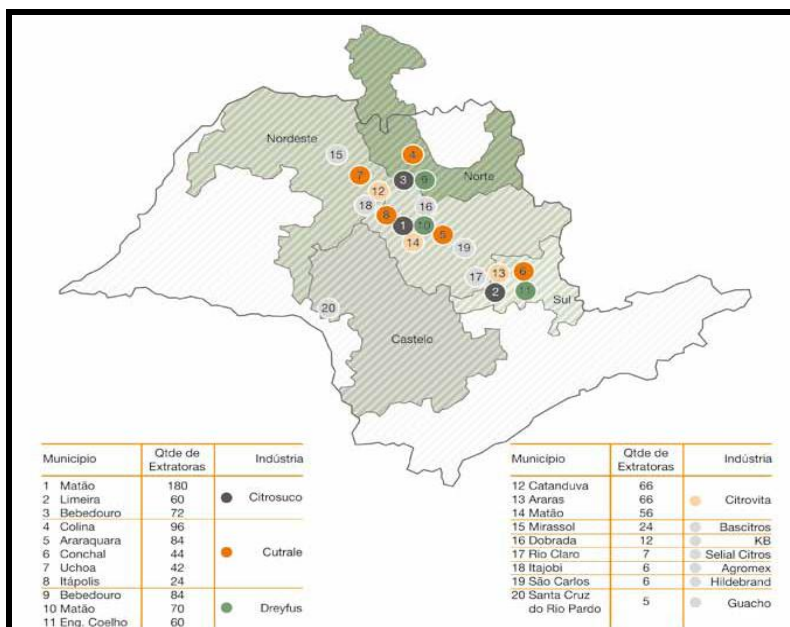 Nordeste
15
4
3
9
Norte
7
12
18
16
8
1
10
5
14
19
17
13
6
2
11
Sul
20
Castelo
Município Qtde de Extratoras Indústria
1 Matão 180
2 Limeira 60 Citrosuco
3 Bebedouro 72
4 Colina 96
5 Araraquara 84
6 Conchal 44 Cutrale
7 Uchoa 42
8 Itápolis 24
9 Bebedouro 84
10 Matão 70 Dreyfus
11 Eng. Coelho 60
Município Qtde de Extratoras Indústria
12 Catanduva 66
13 Araras 66 Citrovita
14 Matão 56
15 Mirassol 24 Bascitros
16 Dobrada 12 KB
17 Rio Claro 7 Selial Citros
18 Itajobi 6 Agromex
19 São Carlos 6 Hildebrand
20 Santa Cruz do Rio Pardo 5 Guacho